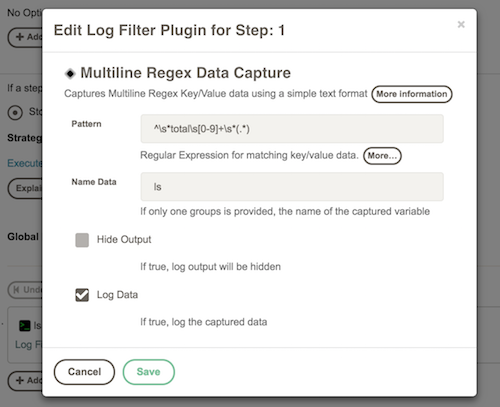 No Opti
Edit Log Filter Plugin for Step: 1
×
+ Add
Multiline Regex Data Capture
If a step
Captures Multiline Regex Key/Value data using a simple text format More information
Sto
Pattern
^\s*total\s[0-9]+\s*(.*)
Strateg
Regular Expression for matching key/value data. More...
Execute
Name Data
ls
Explai
If only one groups is provided, the name of the captured variable
Global
Hide Output
If true, log output will be hidden
Undo
Log Data
ls
If true, log the captured data
Log F
Cancel Save
+ Add